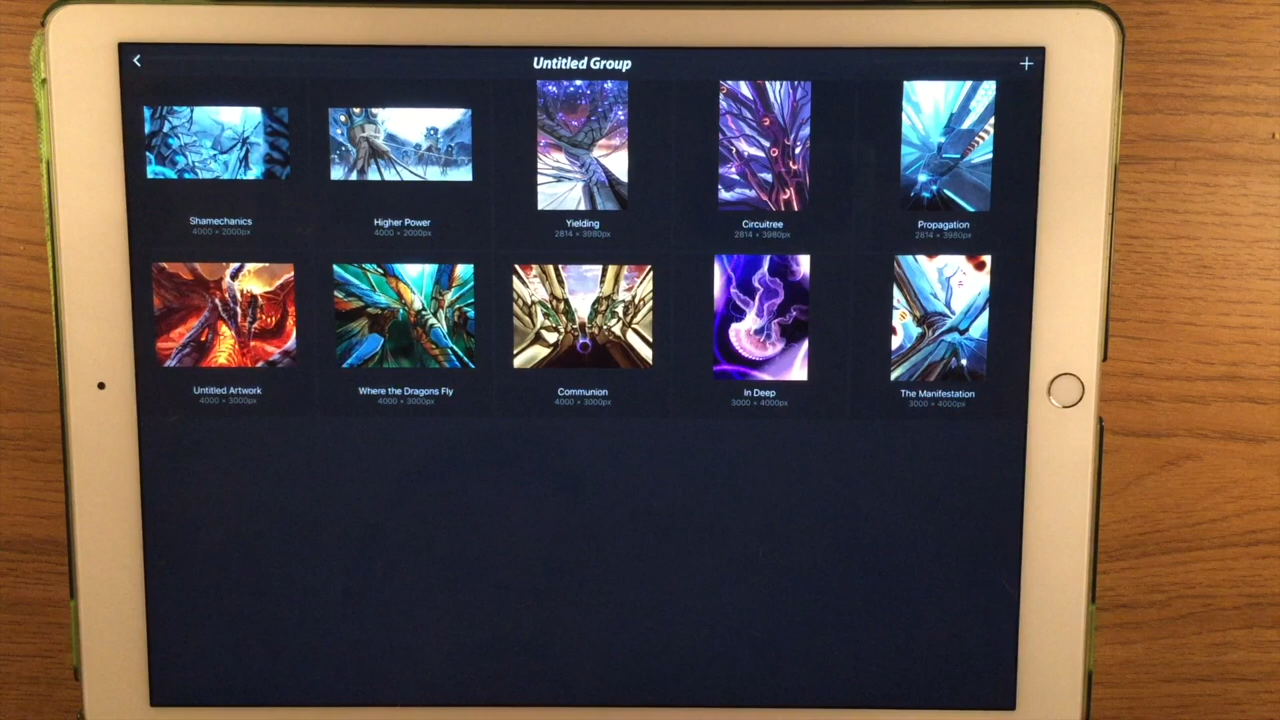 Untitled Group
Shamechanics
4000 × 2000px
Higher Power
4000 × 2000px
Yielding
2814 × 3980px
Circuitree
2814 × 3980px
Propagation
2814 × 3980px
Untitled Artwork
4000 × 3000px
Where the Dragons Fly
4000 × 3000px
Communion
4000 × 3000px
In Deep
3000 × 4000px
The Manifestation
3000 × 4000px